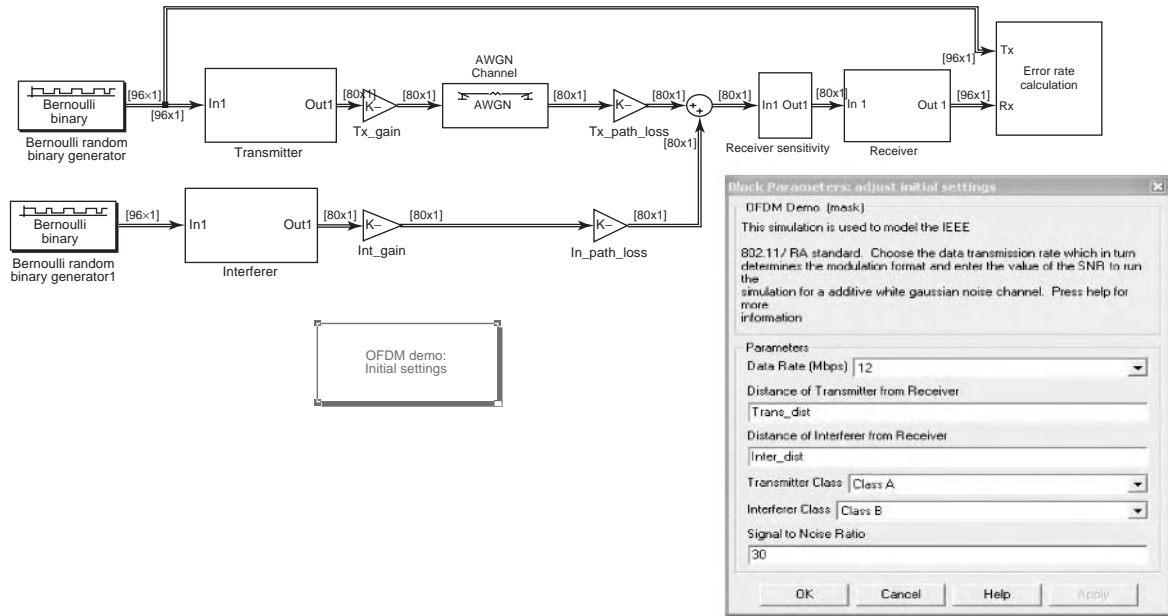 Bernoulli
binary
Bernoulli random
binary generator
[96×1]
[96x1]
In1
Out1
Transmitter
[80x1]
K–
Tx_gain
[80x1]
AWGN
Channel
AWGN
[80x1]
K–
Tx_path_loss
[80x1]
[80x1]
[80x1]
In1 Out1
Receiver sensitivity
[80x1]
In 1
Out 1
Receiver
[96x1]
[96x1]
Tx
Error rate
calculation
Rx
Bernoulli
binary
Bernoulli random
binary generator1
[96×1]
In1
Out1
Interferer
[80x1]
K–
Int_gain
[80x1]
K–
In_path_loss
[80x1]
OFDM demo:
Initial settings
Block Parameters: adjust initial settings
OFDM Demo (mask)
This simulation is used to model the IEEE
802.11/ RA standard. Choose the data transmission rate which in turn
determines the modulation format and enter the value of the SNR to run
the
simulation for a additive white gaussian noise channel. Press help for
more
information
Parameters
Data Rate (Mbps) 12
Distance of Transmitter from Receiver
Trans_dist
Distance of Interferer from Receiver
Inter_dist
Transmitter Class Class A
Interferer Class Class B
Signal to Noise Ratio
30
OK Cancel Help Apply